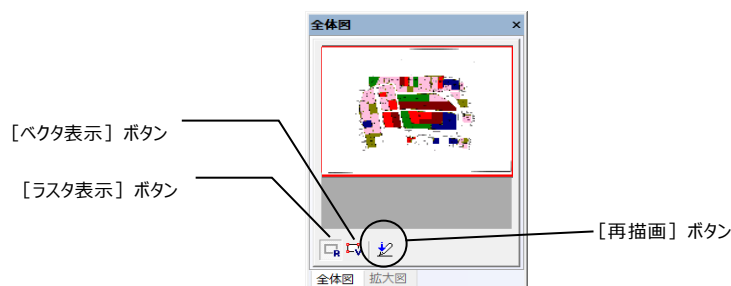 全体図 ×
[ベクタ表示] ボタン
[ラスタ表示] ボタン
[再描画] ボタン
R V
全体図 拡大図